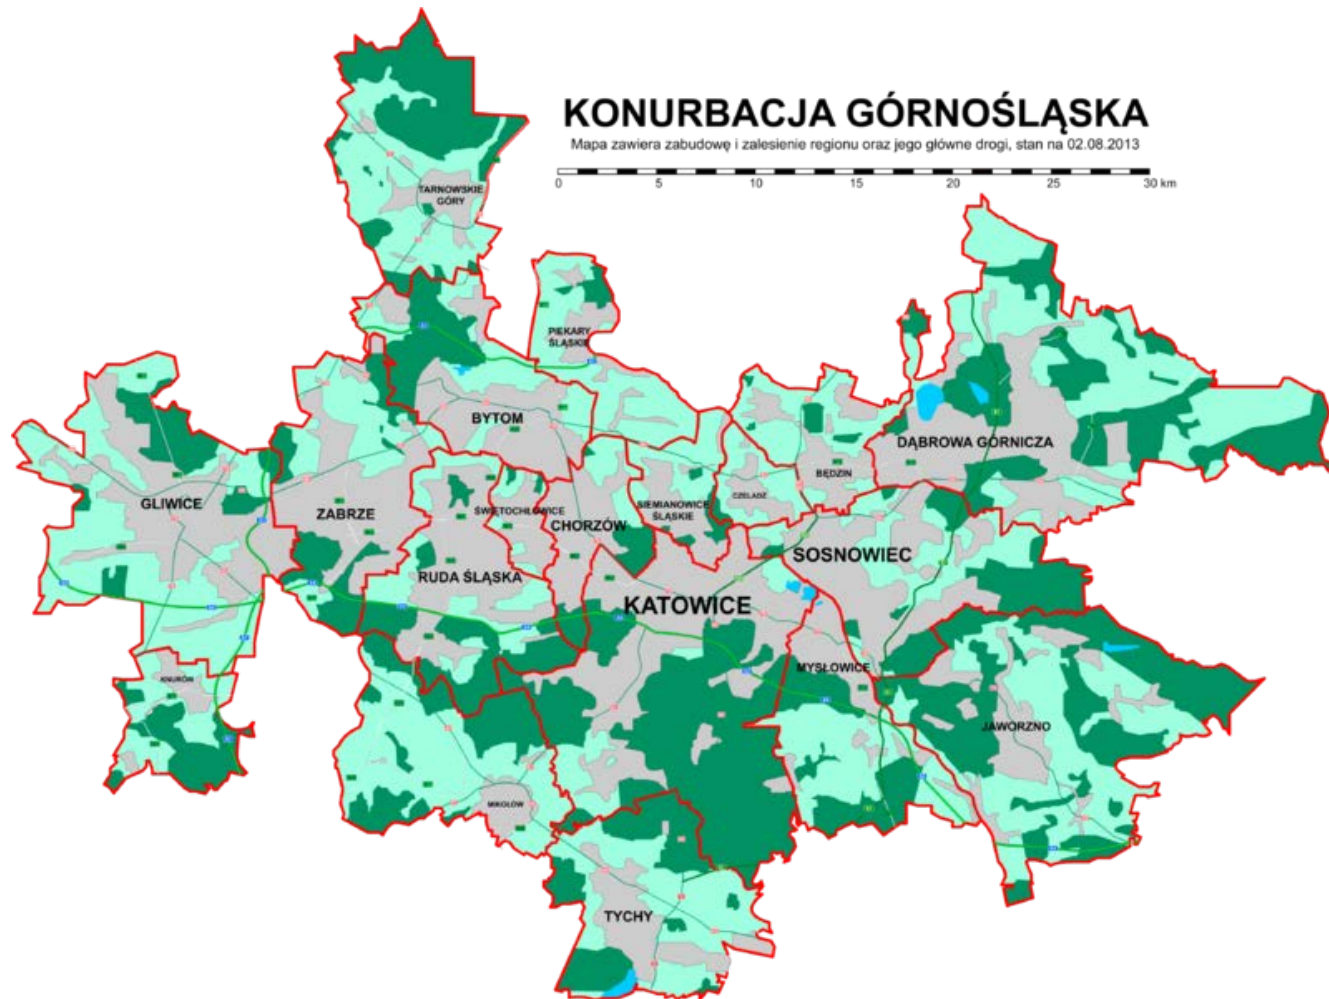 KONURBACJA GÓRNOŚLĄSKA
Mapa zawiera zabudowę i zalesienie regionu oraz jego główne drogi, stan na 02.08.2013
0 5 10 15 20 25 30 km
TARNOWSKIE
GÓRY
PIEKARY
ŚLĄSKIE
BYTOM
DĄBROWA GÓRNICZA
BĘDZIN
CZELADŹ
GLIWICE
ZABRZE
ŚWIĘTOCHŁOWICE
CHORZÓW
SIEMIANOWICE
ŚLĄSKIE
SOSNOWIEC
RUDA ŚLĄSKA
KATOWICE
MYSŁOWICE
KNURÓW
JAWORZNO
MIKOŁÓW
TYCHY